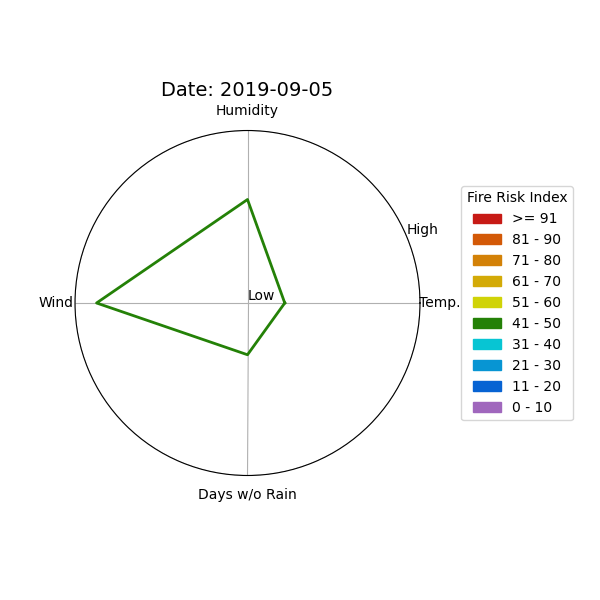 Date: 2019-09-05
Humidity
High
Wind
Low
Temp.
Days w/o Rain
Fire Risk Index
>= 91
81 - 90
71 - 80
61 - 70
51 - 60
41 - 50
31 - 40
21 - 30
11 - 20
0 - 10